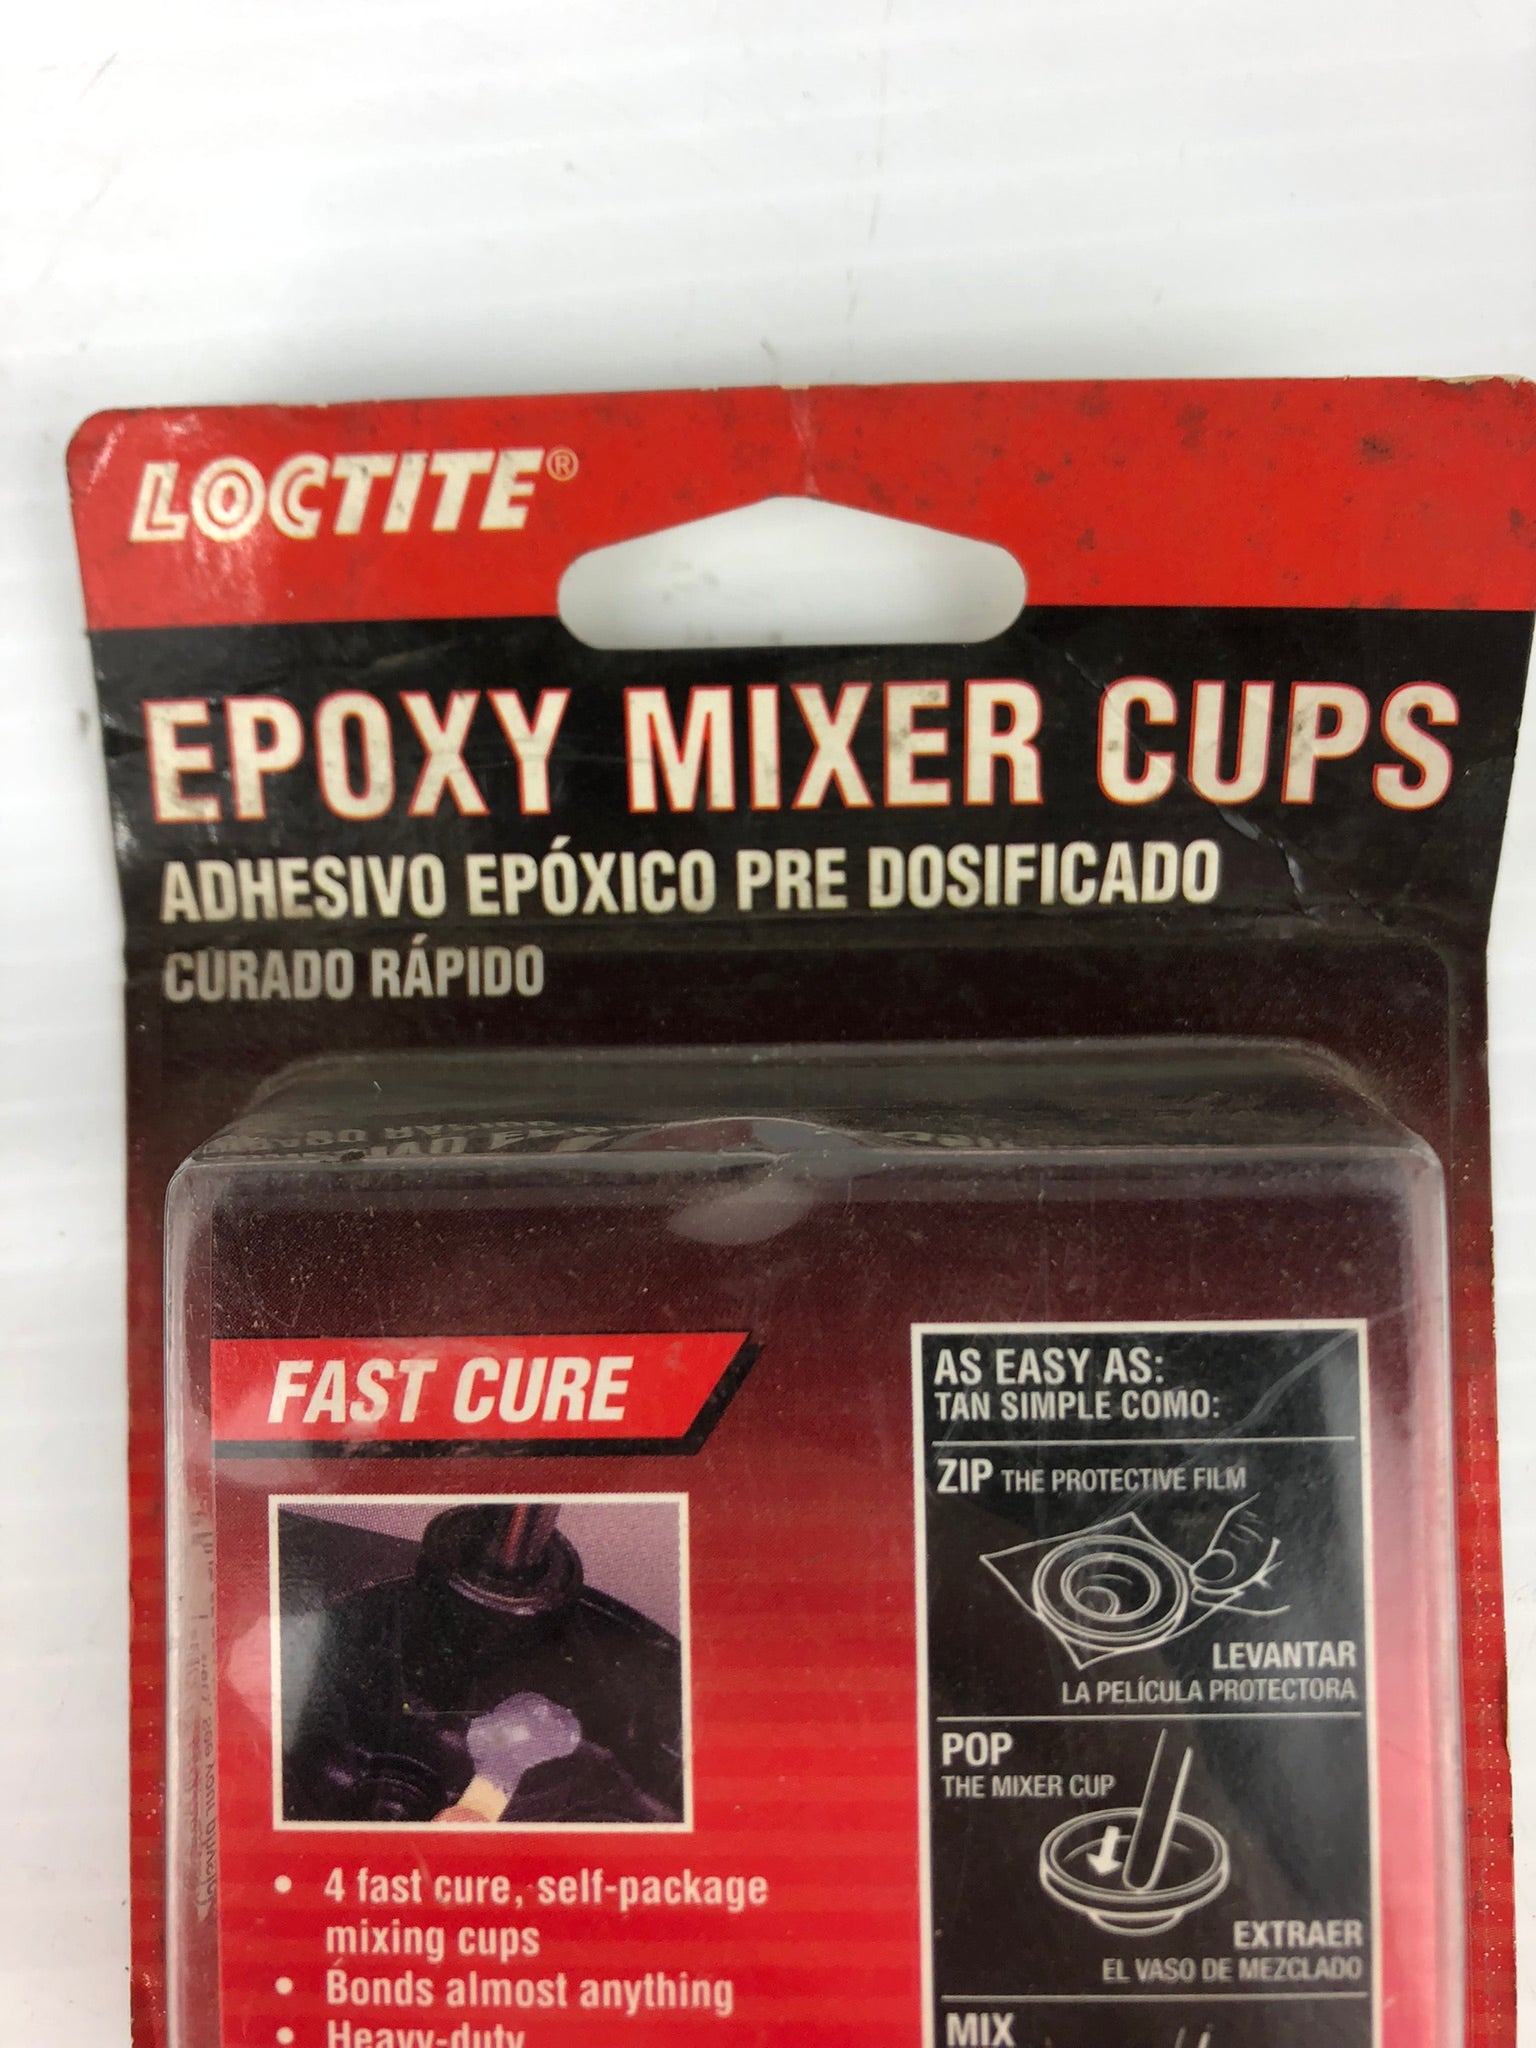 LOCTITE®
EPOXY MIXER CUPS
ADHESIVO EPÓXICO PRE DOSIFICADO
CURADO RÁPIDO
FAST CURE
• 4 fast cure, self-package
mixing cups
• Bonds almost anything
• Heavy-duty
AS EASY AS:
TAN SIMPLE COMO:
ZIP THE PROTECTIVE FILM
LEVANTAR
LA PELÍCULA PROTECTORA
POP
THE MIXER CUP
EXTRAER
EL VASO DE MEZCLADO
MIX